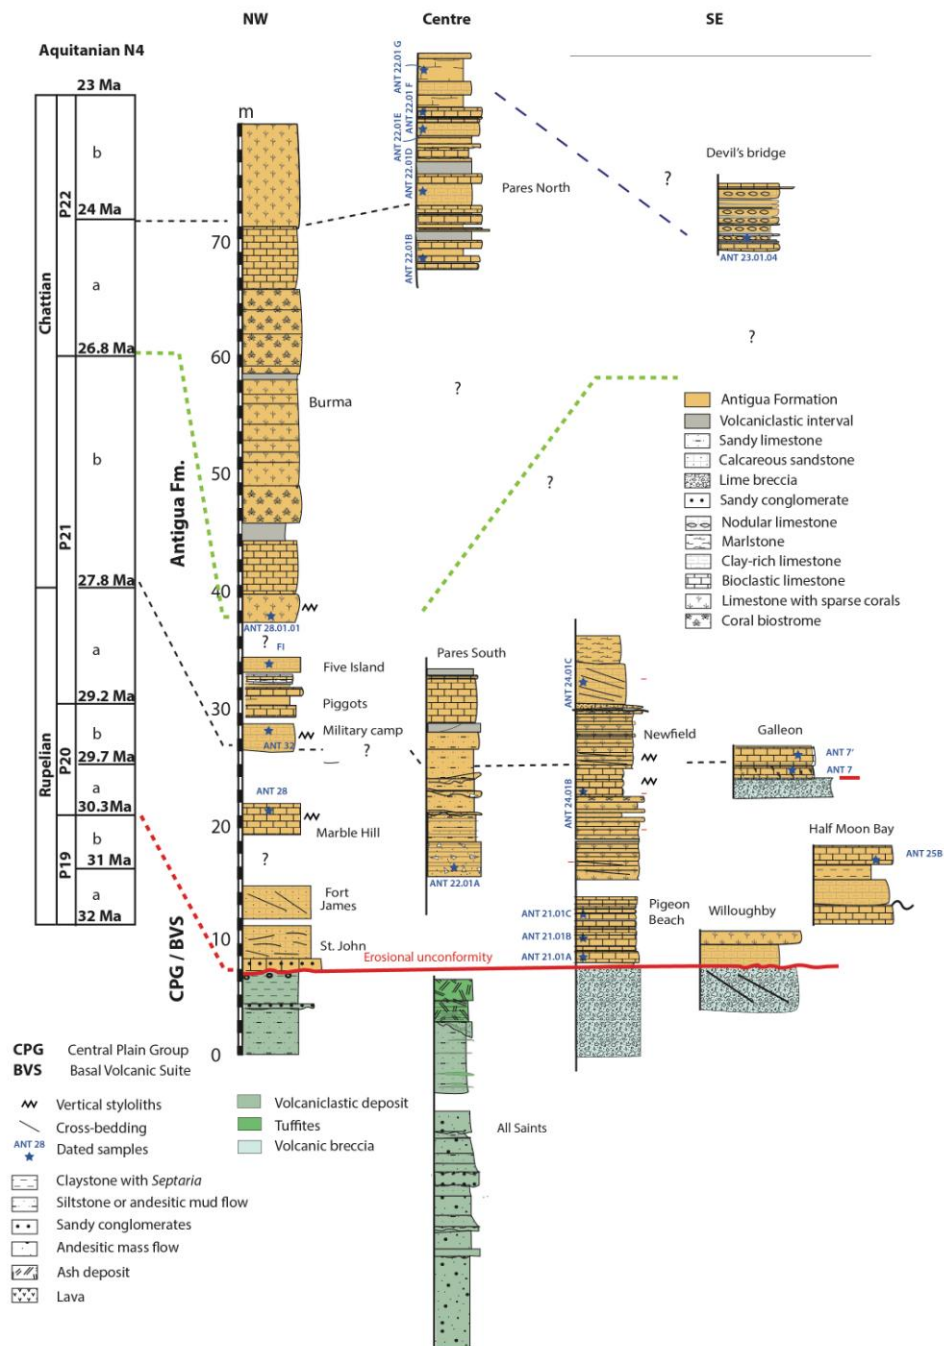 NW
Centre
SE
Aquitanian N4
23 Ma
m
Chattian
P22
b
24 Ma
a
26.8 Ma
P21
b
27.8 Ma
Rupelian
a
29.2 Ma
P20
b
29.7 Ma
a
30.3Ma
P19
b
31 Ma
a
32 Ma
Antigua Fm.
CPG / BVS
70
60
50
40
30
20
10
0
Burma
ANT 28.01.01
?
FI
Five Island
Piggots
Military camp
ANT 32
?
ANT 28
Marble Hill
?
Fort
James
St. John
Erosional unconformity
ANT 22.01 G
ANT 22.01 F
ANT 22.01E
ANT 22.01D
ANT 22.01B
Pares North
?
Pares South
ANT 22.01A
All Saints
?
Devil's bridge
ANT 23.01.04
?
?
ANT 24.01C
Newfield
ANT 24.01B
Galleon
ANT 7'
ANT 7
Half Moon Bay
ANT 25B
ANT 21.01C
ANT 21.01B
ANT 21.01A
Pigeon
Beach
Willoughby
Antigua Formation
Volcaniclastic interval
Sandy limestone
Calcareous sandstone
Lime breccia
Sandy conglomerate
Nodular limestone
Marlstone
Clay-rich limestone
Bioclastic limestone
Limestone with sparse corals
Coral biostrome
CPG Central Plain Group
BVS Basal Volcanic Suite
Vertical styloliths
Cross-bedding
ANT 28
Dated samples
Claystone with Septaria
Siltstone or andesitic mud flow
Sandy conglomerates
Andesitic mass flow
Ash deposit
Lava
Volcaniclastic deposit
Tuffites
Volcanic breccia